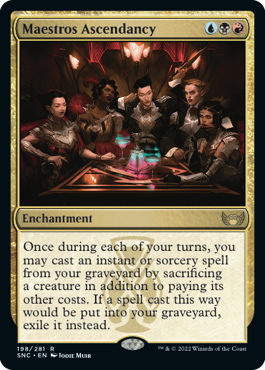 Maestros Ascendancy
Enchantment
Once during each of your turns, you
may cast an instant or sorcery spell
from your graveyard by sacrificing
a creature in addition to paying its
other costs. If a spell cast this way
would be put into your graveyard,
exile it instead.
198/281 R
SNC • EN Jodie Muir
™ & © 2022 Wizards of the Coast